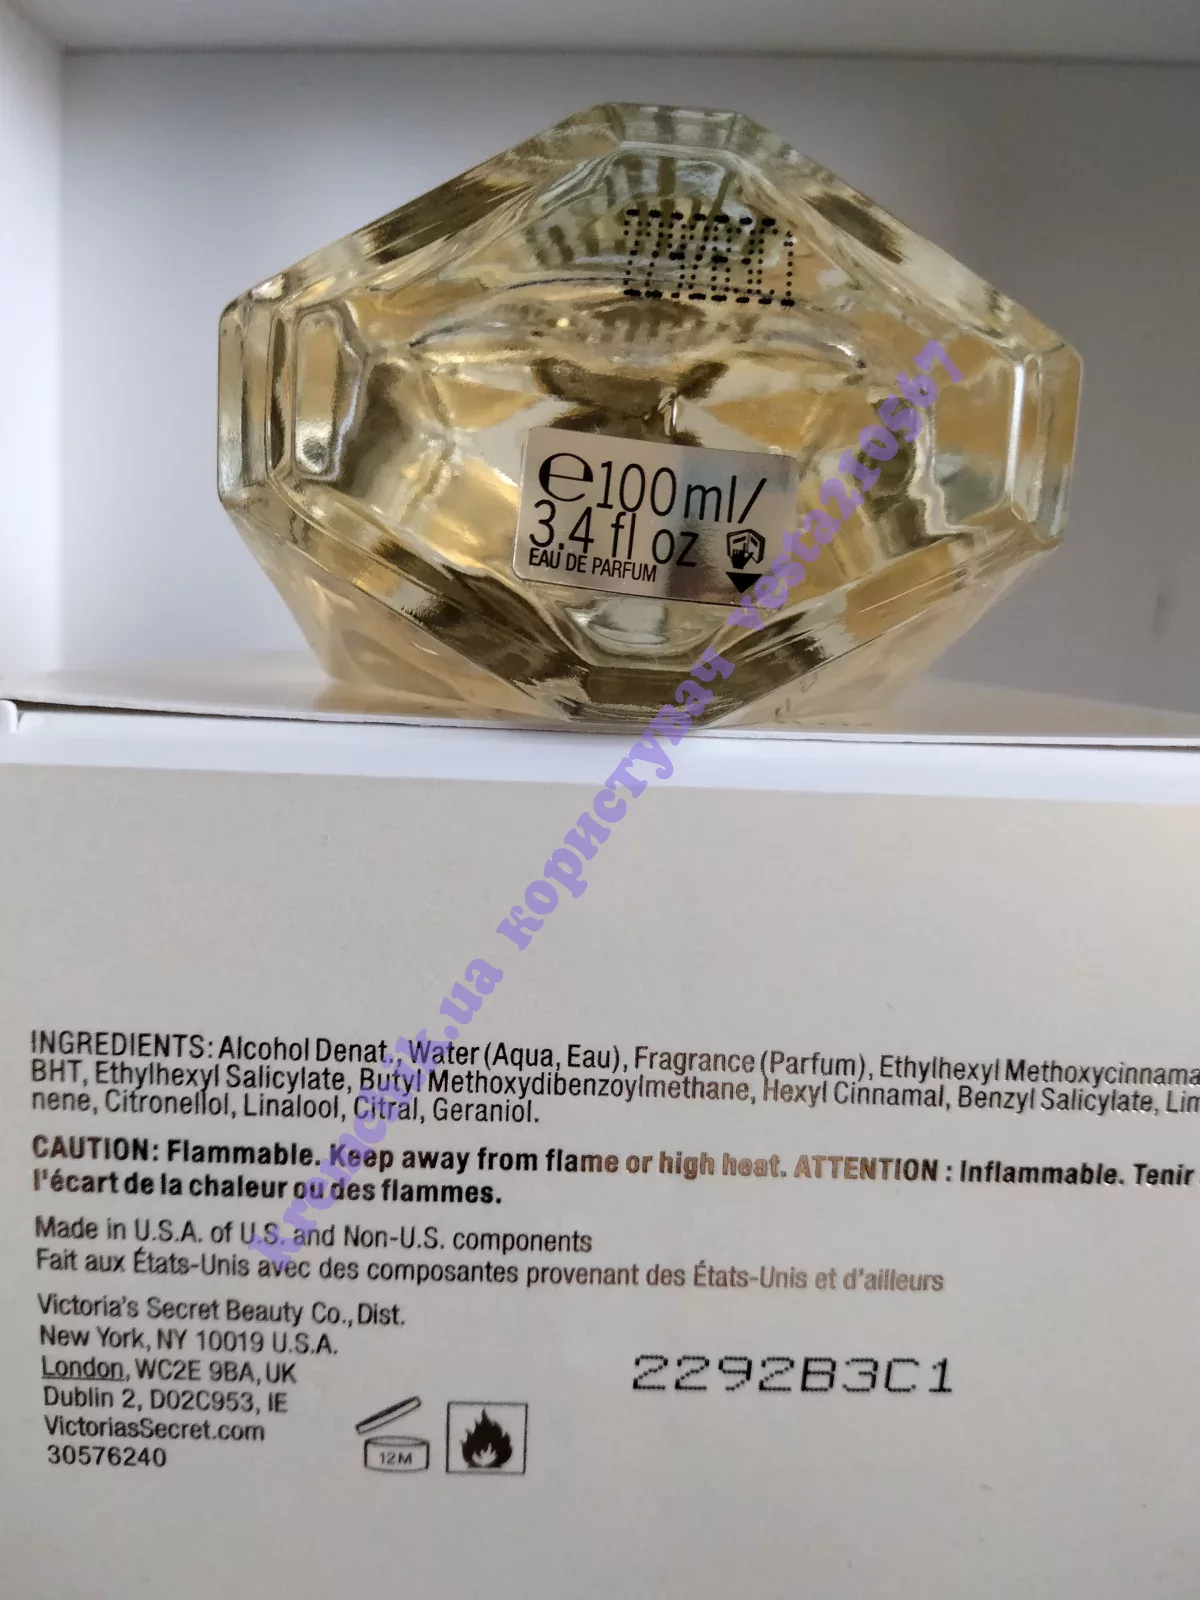 e100ml/
3.4 fl oz
EAU DE PARFUM
krenchik.ua користувач vesta210567
INGREDIENTS: Alcohol Denat., Water (Aqua, Eau), Fragrance (Parfum), Ethylhexyl Methoxycinnama
BHT, Ethylhexyl Salicylate, Butyl Methoxydibenzoylmethane, Hexyl Cinnamal, Benzyl Salicylate, Lim
nene, Citronellol, Linalool, Citral, Geraniol.
CAUTION: Flammable. Keep away from flame or high heat. ATTENTION : Inflammable. Tenir
l'écart de la chaleur ou des flammes.
Made in U.S.A. of U.S. and Non-U.S. components
Fait aux États-Unis avec des composantes provenant des États-Unis et d'ailleurs
Victoria's Secret Beauty Co., Dist.
New York, NY 10019 U.S.A.
London, WC2E 9BA, UK
Dublin 2, D02C953, IE
VictoriasSecret.com
30576240
12M
2292B3C1